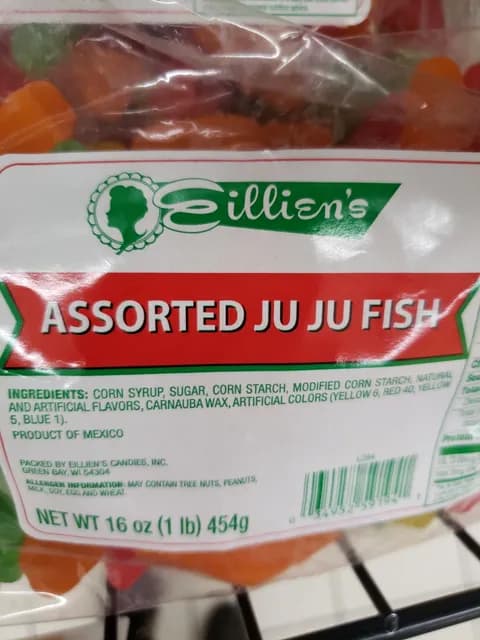 Eillien's
ASSORTED JU JU FISH
INGREDIENTS: CORN SYRUP, SUGAR, CORN STARCH, MODIFIED CORN STARCH, NATURAL
AND ARTIFICIAL FLAVORS, CARNAUBA WAX, ARTIFICIAL COLORS (YELLOW 6, RED 40, YELLOW
5, BLUE 1).
PRODUCT OF MEXICO
PACKED BY EILLIEN'S CANDIES, INC.
GREEN BAY, WI 54304
ALLERGEN INFORMATION: MAY CONTAIN TREE NUTS, PEANUTS,
MILK, SOY, EGG AND WHEAT
NET WT 16 oz (1 lb) 454g